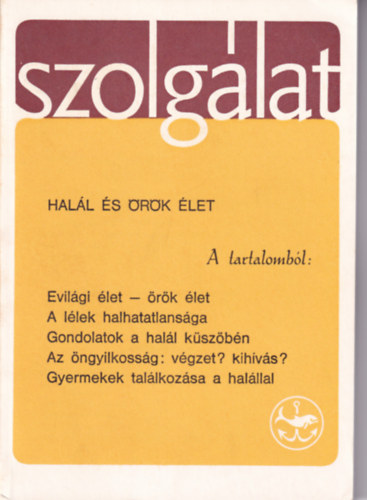 szolgálat
HALÁL ÉS ÖRÖK ÉLET
A tartalomból:
Evilági élet — örök élet
A lélek halhatatlansága
Gondolatok a halál küszöbén
Az öngyilkosság: végzet? kihívás?
Gyermekek találkozása a halállal